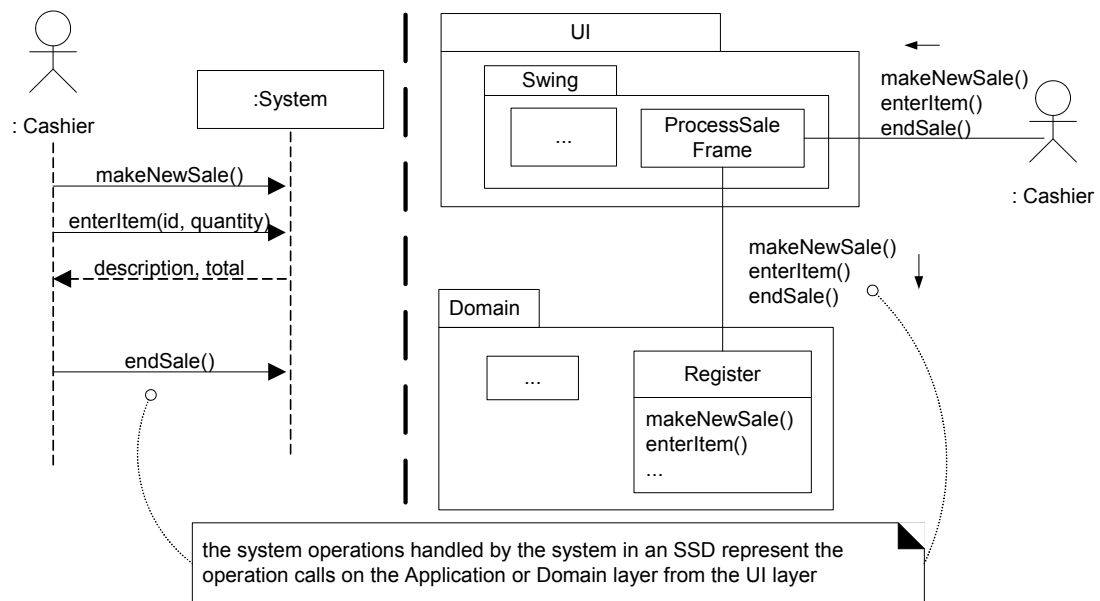 : Cashier
:System
makeNewSale()
enterItem(id, quantity)
description, total
endSale()
UI
Swing
...
ProcessSale
Frame
makeNewSale()
enterItem()
endSale()
: Cashier
makeNewSale()
enterItem()
endSale()
Domain
...
Register
makeNewSale()
enterItem()
...
the system operations handled by the system in an SSD represent the
operation calls on the Application or Domain layer from the UI layer